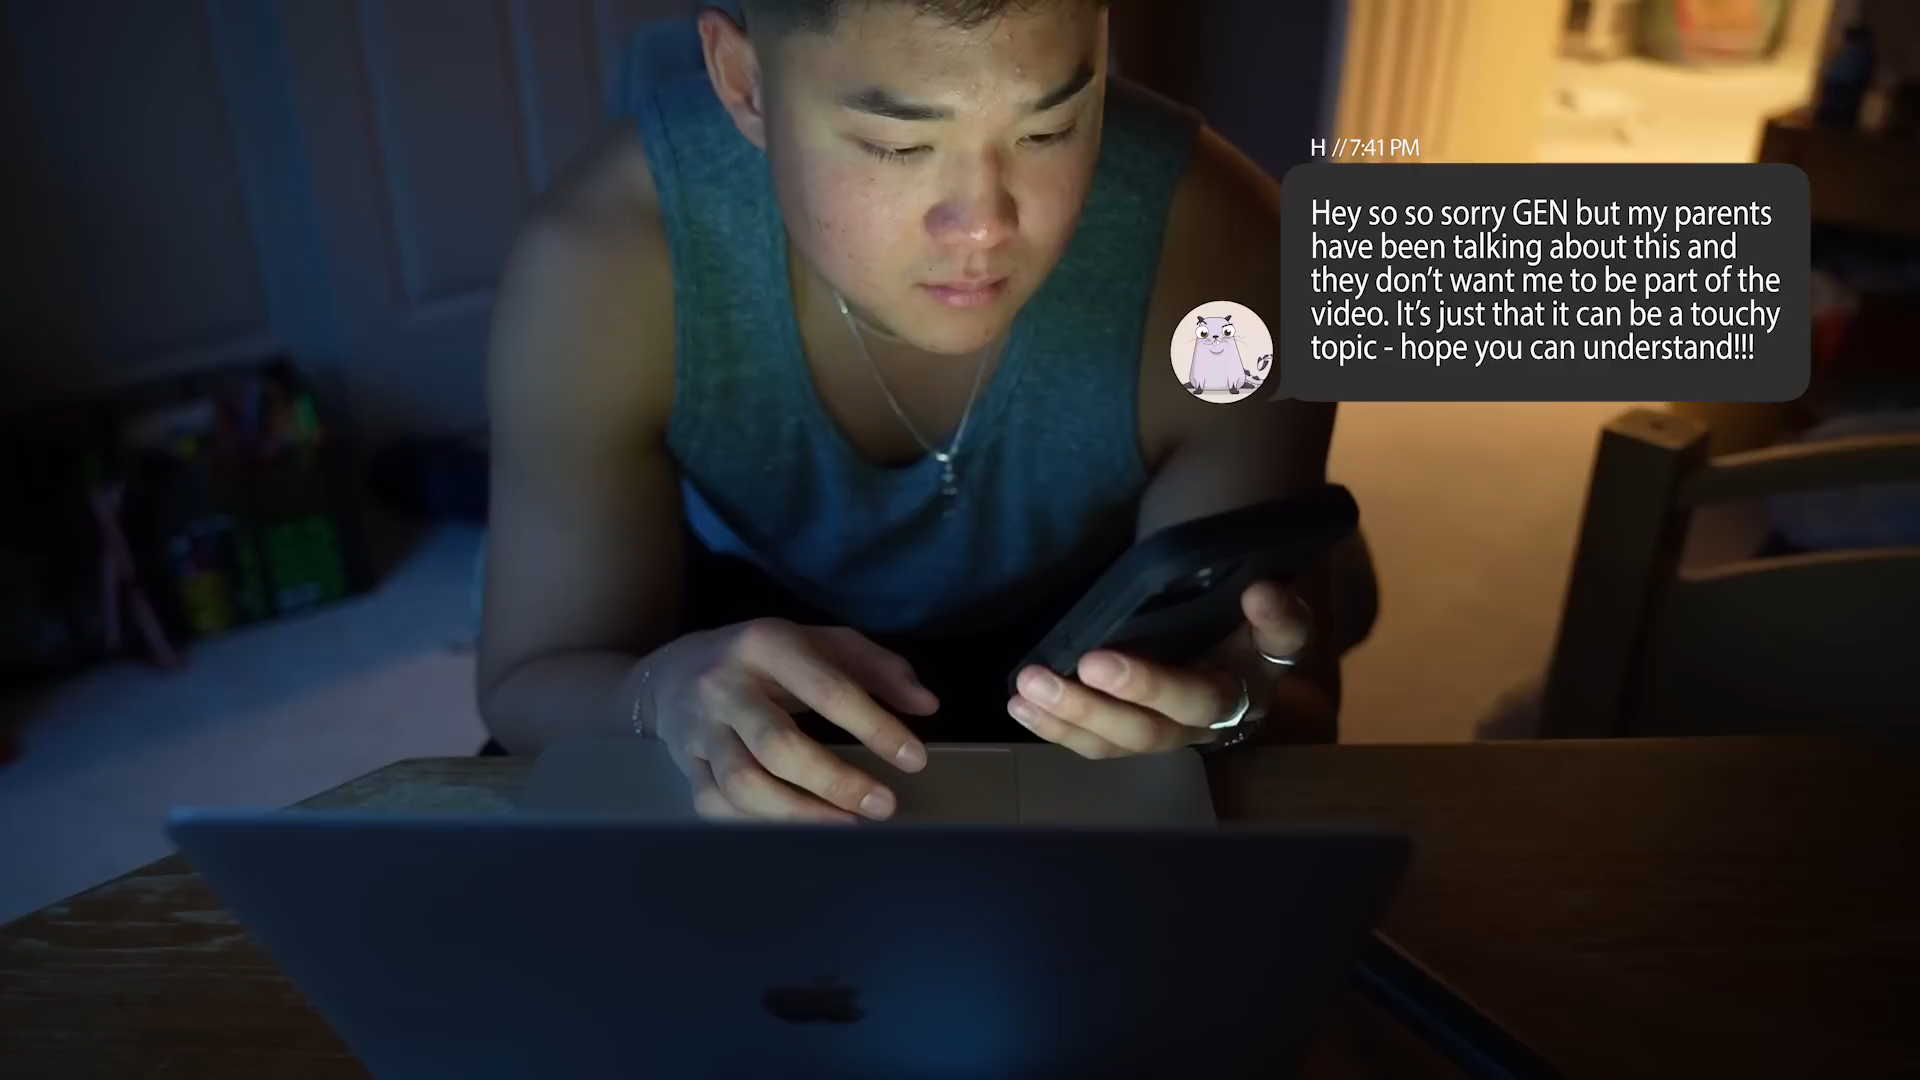 H // 7:41 PM
Hey so so sorry GEN but my parents
have been talking about this and
they don't want me to be part of the
video. It's just that it can be a touchy
topic - hope you can understand!!!